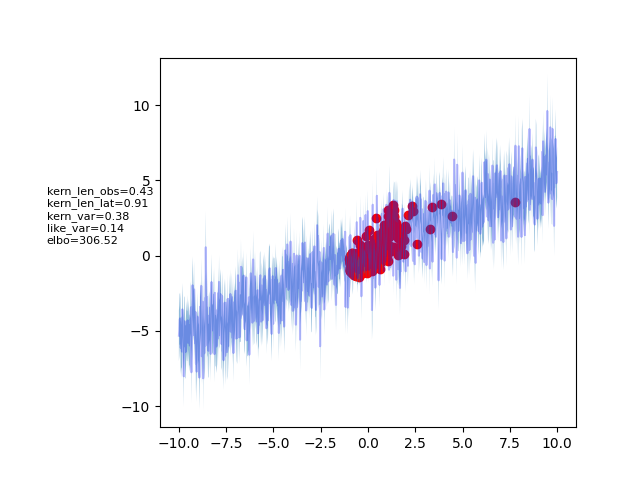 10
5
kern_len_obs=0.43
kern_len_lat=0.91
kern_var=0.38
like_var=0.14
elbo=306.52
0
−5
−10
−10.0 −7.5 −5.0 −2.5 0.0 2.5 5.0 7.5 10.0